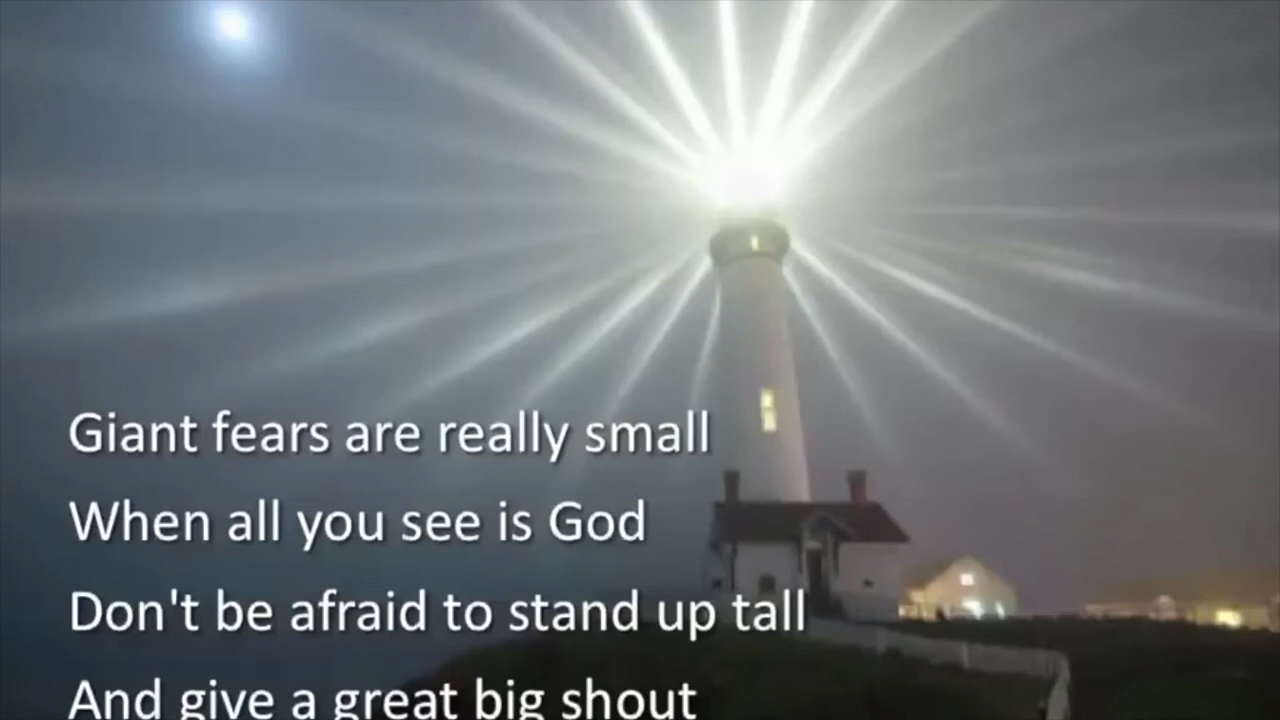 Giant fears are really small
When all you see is God
Don't be afraid to stand up tall
And give a great big shout